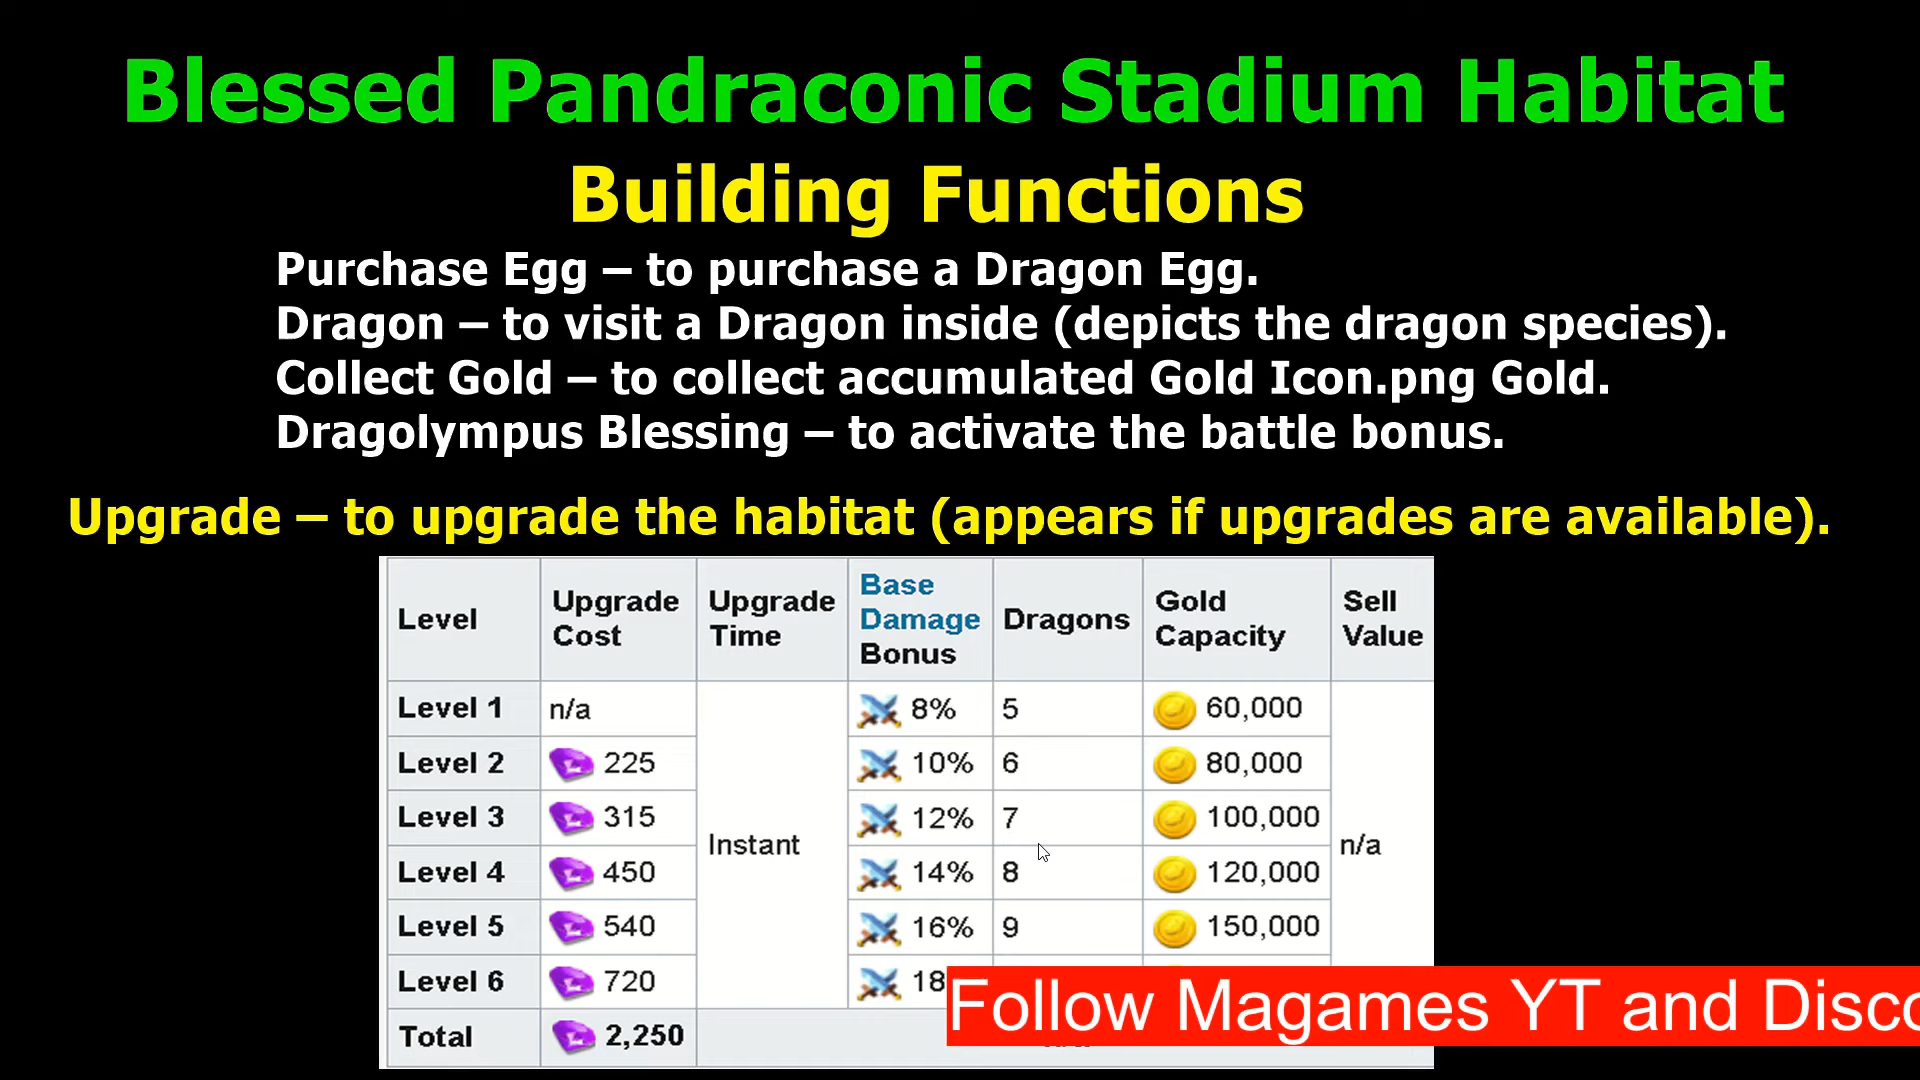 Blessed Pandraconic Stadium Habitat
Building Functions
Purchase Egg – to purchase a Dragon Egg.
Dragon – to visit a Dragon inside (depicts the dragon species).
Collect Gold – to collect accumulated Gold Icon.png Gold.
Dragolympus Blessing – to activate the battle bonus.
Upgrade – to upgrade the habitat (appears if upgrades are available).
Level Upgrade Cost Upgrade Time Base Damage Bonus Dragons Gold Capacity Sell Value
Level 1 n/a 8% 5 60,000
Level 2 225 10% 6 80,000
Level 3 315 12% 7 100,000
Instant n/a
Level 4 450 14% 8 120,000
Level 5 540 16% 9 150,000
Level 6 720 18
Total 2,250
Follow Magames YT and